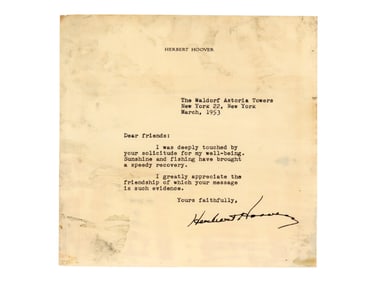 HERBERT HOOVER
The Waldorf Astoria Towers
New York 22, New York
March, 1953
Dear friends:
I was deeply touched by
your solicitude for my well-being.
Sunshine and fishing have brought
a speedy recovery.
I greatly appreciate the
friendship of which your message
is such evidence.
Yours faithfully,
Herbert Hoover